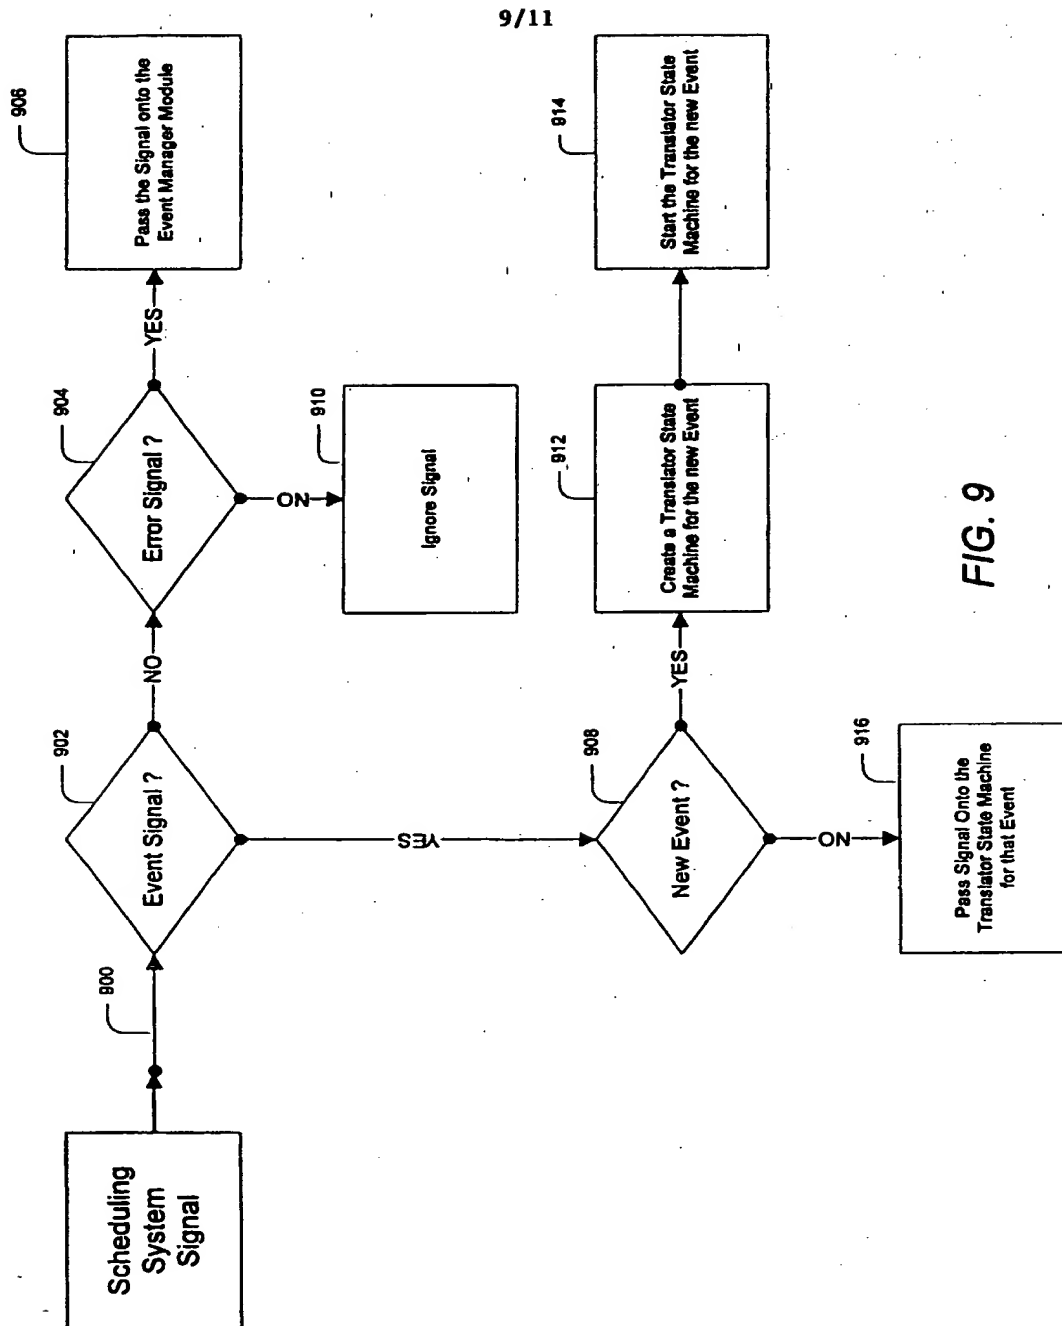 9/11
Scheduling
System
Signal
900
Event Signal ?
902
NO
YES
Error Signal ?
904
YES
NO
Pass the Signal onto the
Event Manager Module
906
Ignore Signal
910
New Event ?
908
YES
NO
Create a Translator State
Machine for the new Event
912
Start the Translator State
Machine for the new Event
914
Pass Signal Onto the
Translator State Machine
for that Event
916
FIG. 9